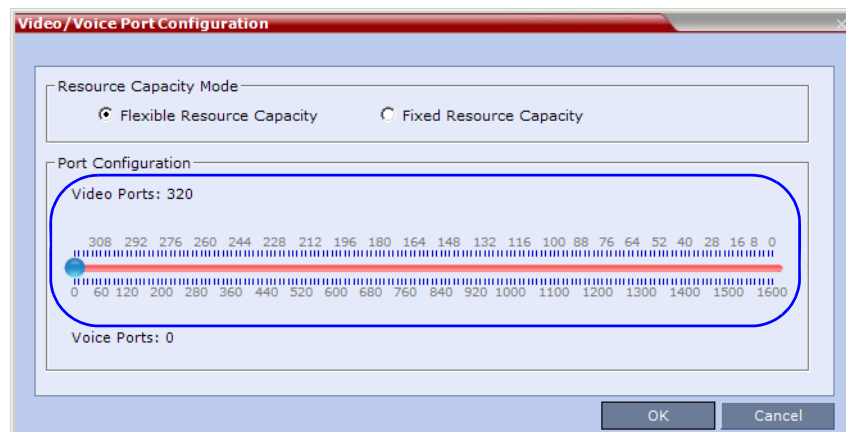 Video/Voice Port Configuration
Resource Capacity Mode
Flexible Resource Capacity Fixed Resource Capacity
Port Configuration
Video Ports: 320
308 292 276 260 244 228 212 196 180 164 148 132 116 100 88 76 64 52 40 28 16 8 0
0 60 120 200 280 360 440 520 600 680 760 840 920 1000 1100 1200 1300 1400 1500 1600
Voice Ports: 0
OK Cancel